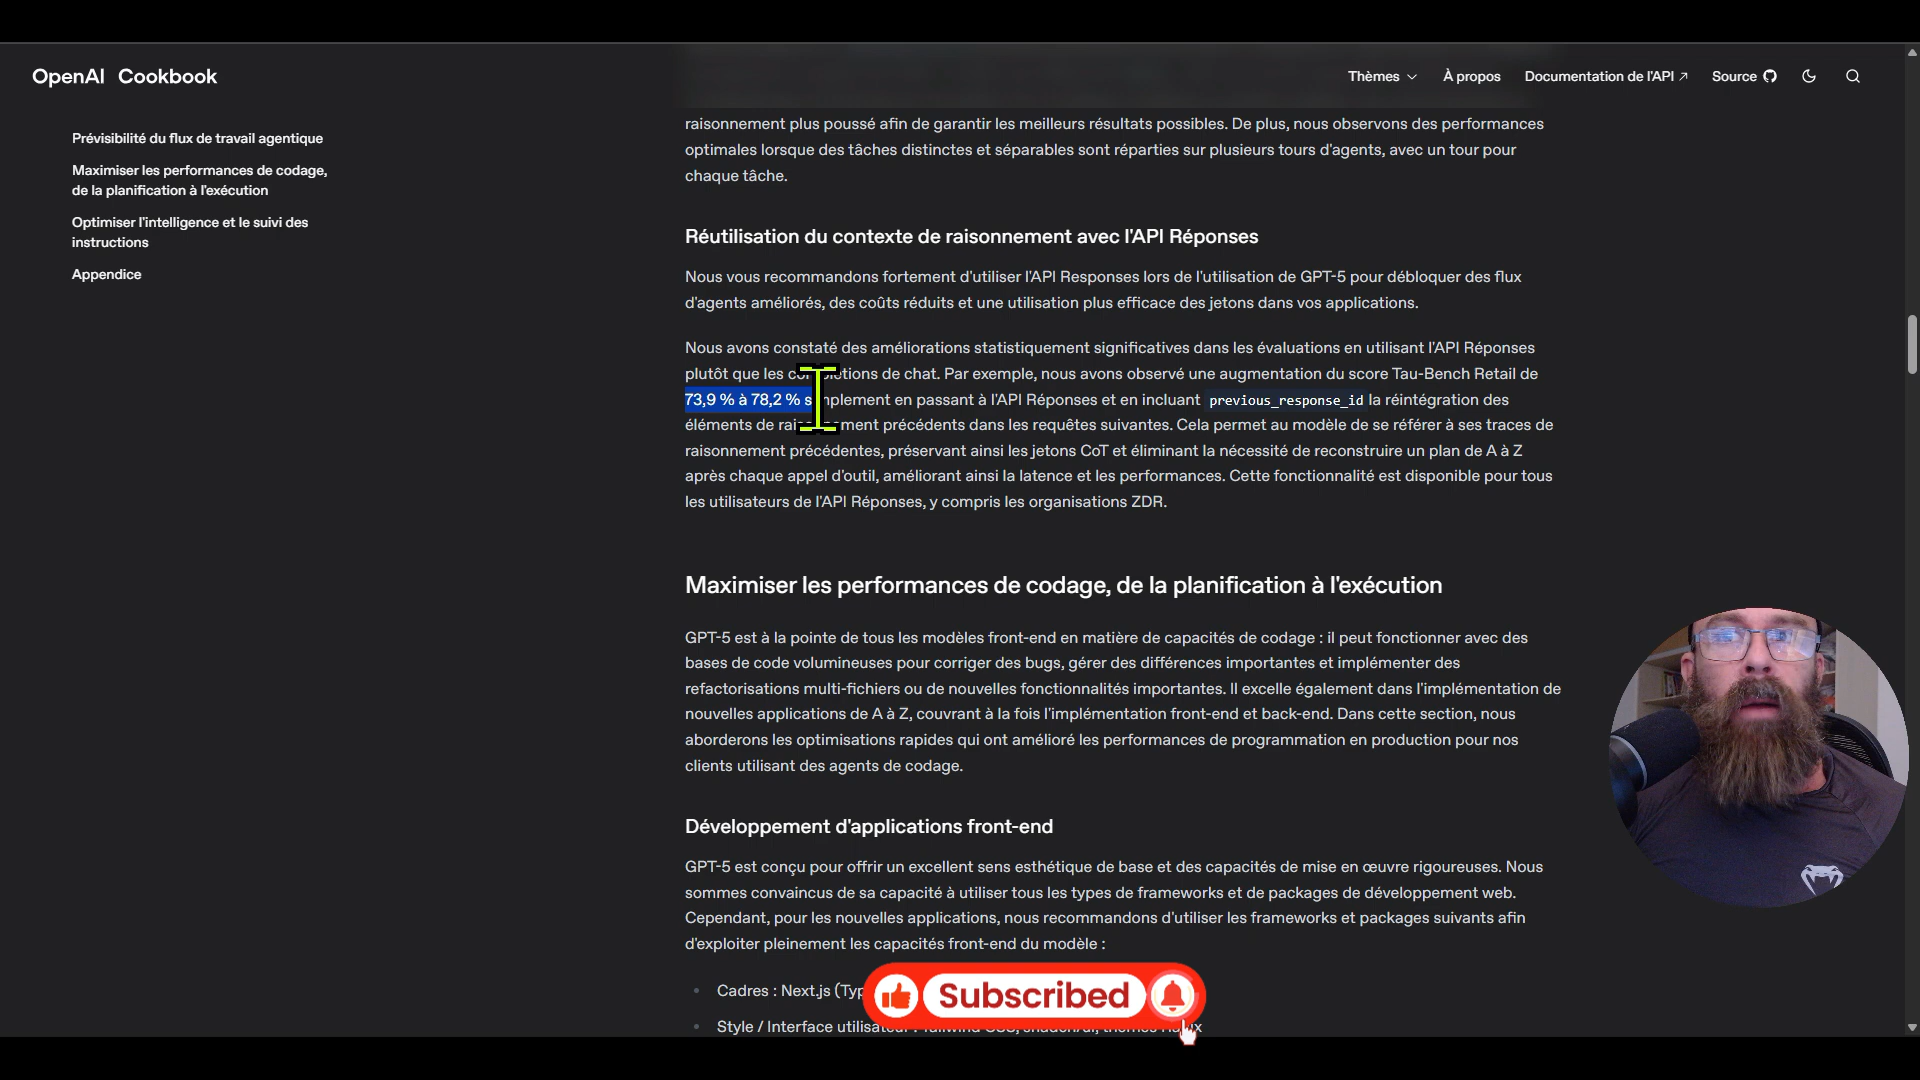 OpenAI Cookbook
Thèmes
À propos
Documentation de l'API
Source
Prévisibilité du flux de travail agentique
Maximiser les performances de codage,
de la planification à l'exécution
Optimiser l'intelligence et le suivi des
instructions
Appendice
raisonnement plus poussé afin de garantir les meilleurs résultats possibles. De plus, nous observons des performances
optimales lorsque des tâches distinctes et séparables sont réparties sur plusieurs tours d'agents, avec un tour pour
chaque tâche.
Réutilisation du contexte de raisonnement avec l'API Réponses
Nous vous recommandons fortement d'utiliser l'API Responses lors de l'utilisation de GPT-5 pour débloquer des flux
d'agents améliorés, des coûts réduits et une utilisation plus efficace des jetons dans vos applications.
Nous avons constaté des améliorations statistiquement significatives dans les évaluations en utilisant l'API Réponses
plutôt que les completions de chat. Par exemple, nous avons observé une augmentation du score Tau-Bench Retail de
73,9 % à 78,2 % simplement en passant à l'API Réponses et en incluant previous_response_id la réintégration des
éléments de raisonnement précédents dans les requêtes suivantes. Cela permet au modèle de se référer à ses traces de
raisonnement précédentes, préservant ainsi les jetons CoT et éliminant la nécessité de reconstruire un plan de A à Z
après chaque appel d'outil, améliorant ainsi la latence et les performances. Cette fonctionnalité est disponible pour tous
les utilisateurs de l'API Réponses, y compris les organisations ZDR.
Maximiser les performances de codage, de la planification à l'exécution
GPT-5 est à la pointe de tous les modèles front-end en matière de capacités de codage : il peut fonctionner avec des
bases de code volumineuses pour corriger des bugs, gérer des différences importantes et implémenter des
refactorisations multi-fichiers ou de nouvelles fonctionnalités importantes. Il excelle également dans l'implémentation de
nouvelles applications de A à Z, couvrant à la fois l'implémentation front-end et back-end. Dans cette section, nous
aborderons les optimisations rapides qui ont amélioré les performances de programmation en production pour nos
clients utilisant des agents de codage.
Développement d'applications front-end
GPT-5 est conçu pour offrir un excellent sens esthétique de base et des capacités de mise en œuvre rigoureuses. Nous
sommes convaincus de sa capacité à utiliser tous les types de frameworks et de packages de développement web.
Cependant, pour les nouvelles applications, nous recommandons d'utiliser les frameworks et packages suivants afin
d'exploiter pleinement les capacités front-end du modèle :
Cadres : Next.js (Typ
Subscribed
Style / Interface